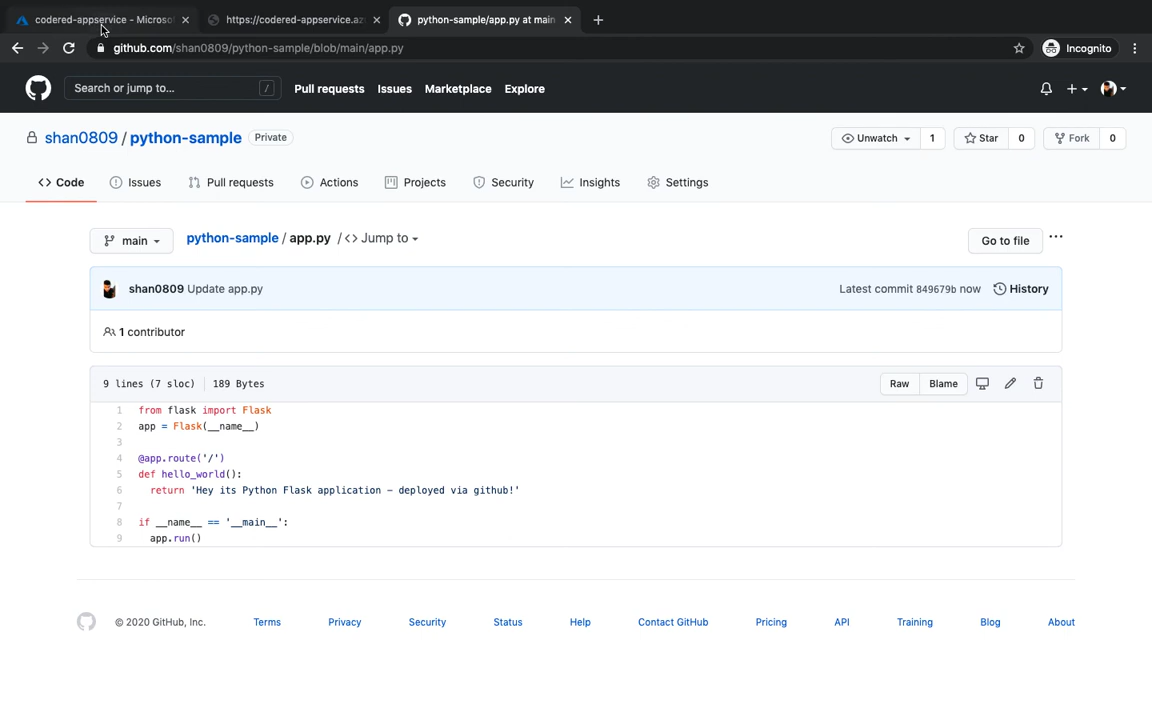 codered-appservice - Microso
https://codered-appservice.az
python-sample/app.py at main
github.com/shan0809/python-sample/blob/main/app.py
Incognito
Search or jump to... /
Pull requests Issues Marketplace Explore
shan0809 / python-sample Private
Unwatch 1 Star 0 Fork 0
Code Issues Pull requests Actions Projects Security Insights Settings
main python-sample / app.py / <> Jump to
Go to file ...
shan0809 Update app.py
Latest commit 849679b now History
1 contributor
9 lines (7 sloc) 189 Bytes
Raw Blame
1 from flask import Flask
2 app = Flask(__name__)
3
4 @app.route('/')
5 def hello_world():
6 return 'Hey its Python Flask application – deployed via github!'
7
8 if __name__ == '__main__':
9 app.run()
© 2020 GitHub, Inc. Terms Privacy Security Status Help Contact GitHub Pricing API Training Blog About